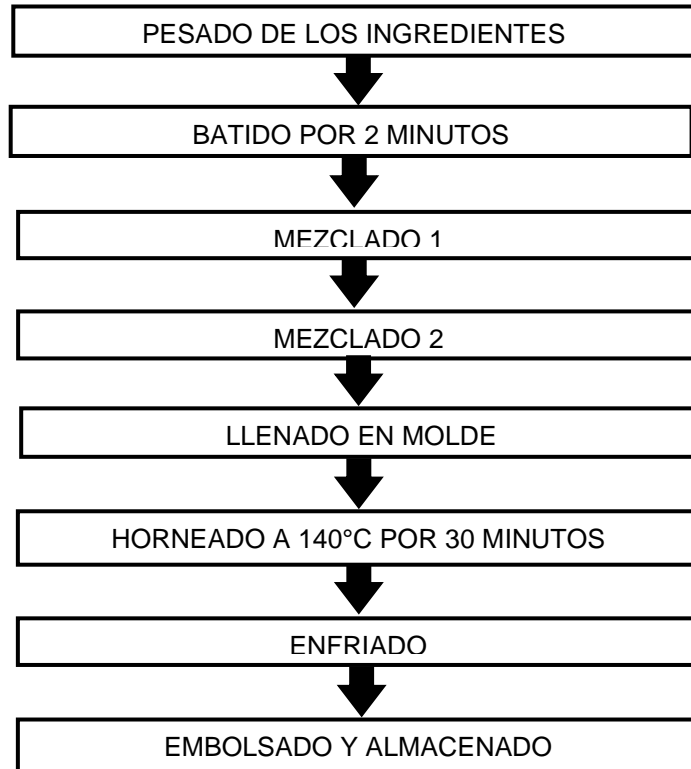 PESADO DE LOS INGREDIENTES
BATIDO POR 2 MINUTOS
MEZCLADO 1
MEZCLADO 2
LLENADO EN MOLDE
HORNEADO A 140°C POR 30 MINUTOS
ENFRIADO
EMBOLSADO Y ALMACENADO